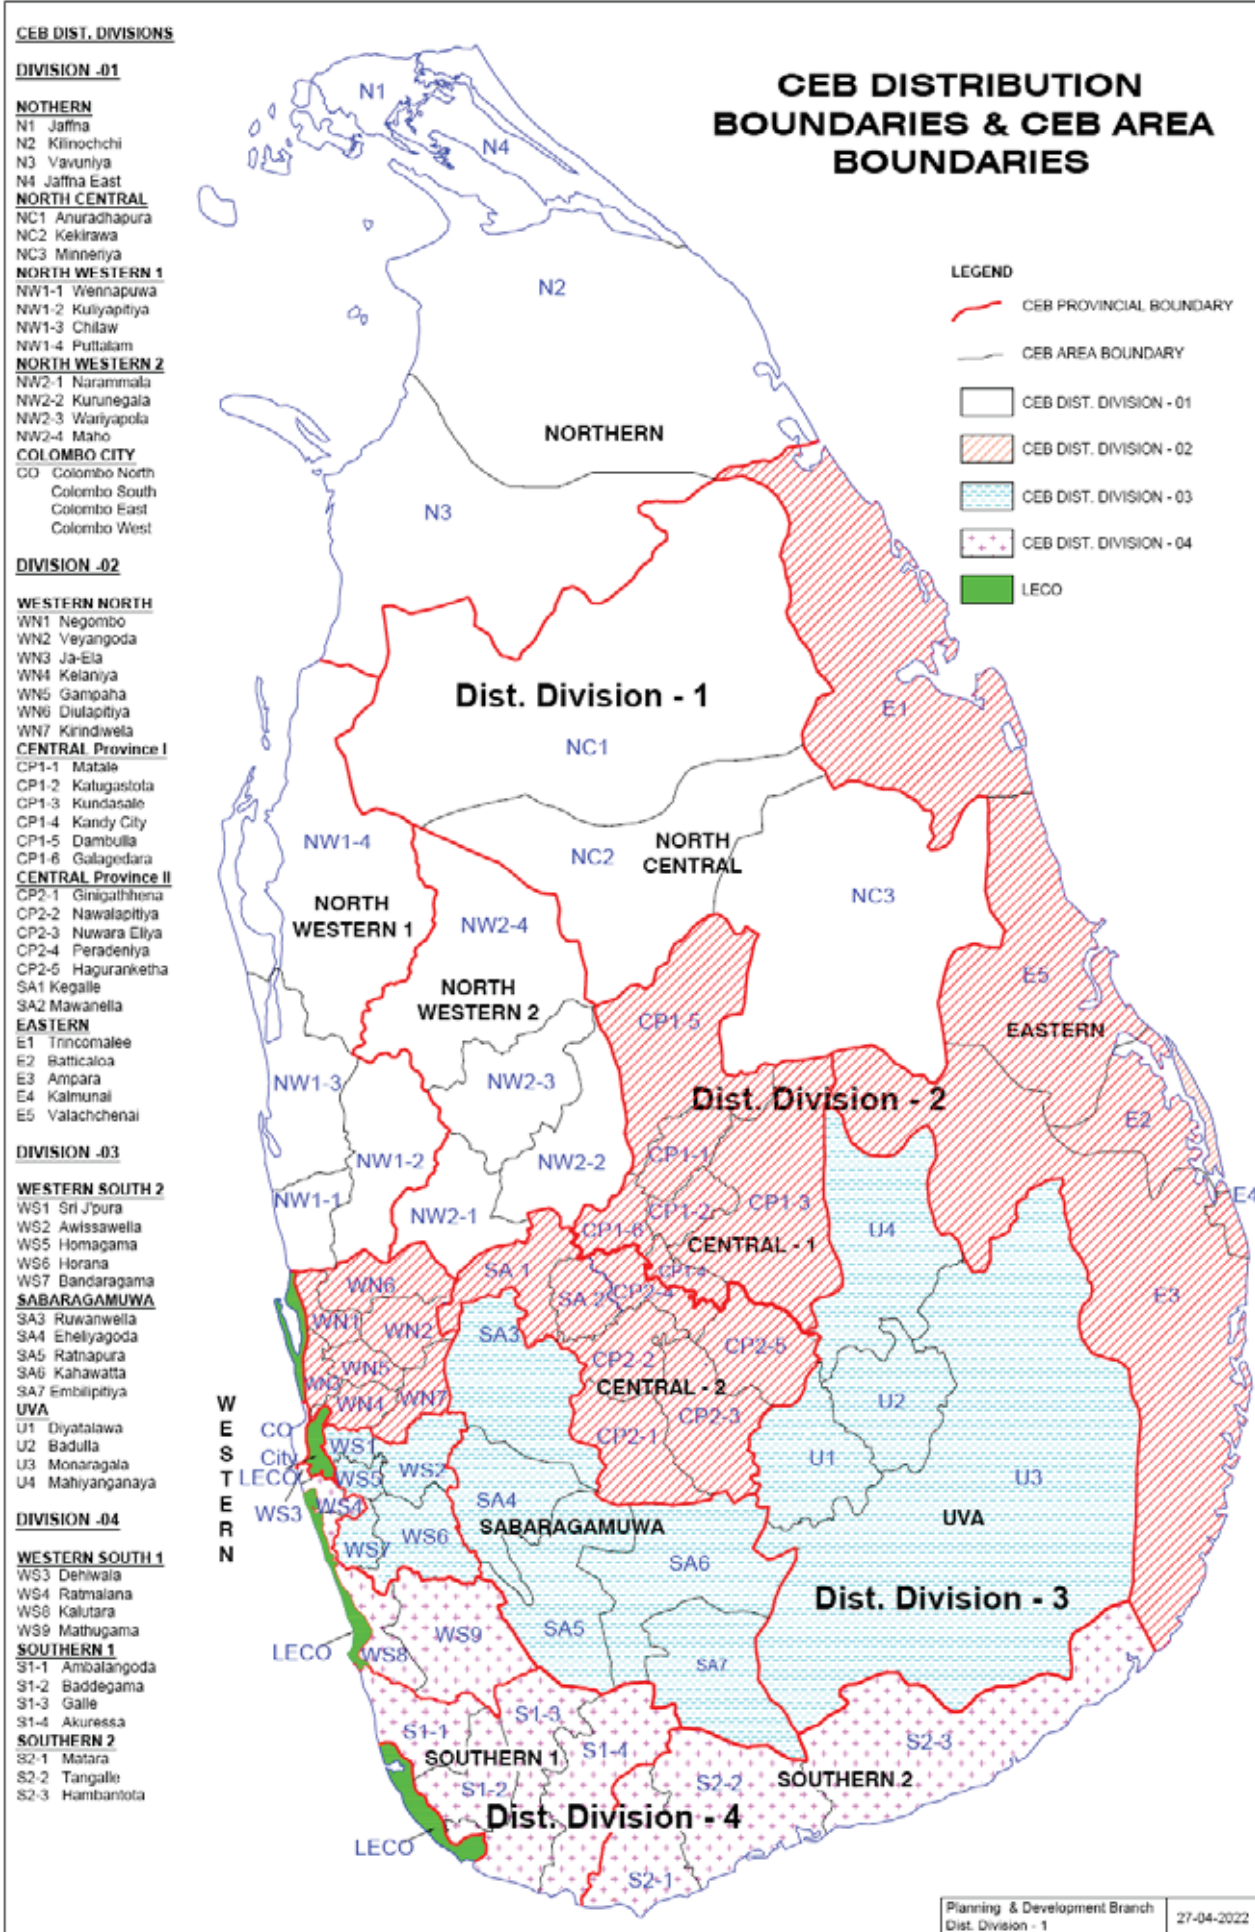 CEB DIST. DIVISIONS
DIVISION -01
NOTHERN
N1 Jaffna
N2 Kilinochchi
N3 Vavuniya
N4 Jaffna East
NORTH CENTRAL
NC1 Anuradhapura
NC2 Kekirawa
NC3 Minneriya
NORTH WESTERN 1
NW1-1 Wennapuwa
NW1-2 Kuliyapitiya
NW1-3 Chilaw
NW1-4 Puttalam
NORTH WESTERN 2
NW2-1 Narammala
NW2-2 Kurunegala
NW2-3 Wariyapola
NW2-4 Maho
COLOMBO CITY
CO Colombo North
Colombo South
Colombo East
Colombo West
DIVISION -02
WESTERN NORTH
WN1 Negombo
WN2 Veyangoda
WN3 Ja-Ela
WN4 Kelaniya
WN5 Gampaha
WN6 Diulapitiya
WN7 Kirindiwela
CENTRAL Province I
CP1-1 Matale
CP1-2 Katugastota
CP1-3 Kundasale
CP1-4 Kandy City
CP1-5 Dambulla
CP1-6 Galagedara
CENTRAL Province II
CP2-1 Ginigathhena
CP2-2 Nawalapitiya
CP2-3 Nuwara Eliya
CP2-4 Peradeniya
CP2-5 Haguranketha
SA1 Kegalle
SA2 Mawanella
EASTERN
E1 Trincomalee
E2 Batticaloa
E3 Ampara
E4 Kalmunai
E5 Valachchenai
DIVISION -03
WESTERN SOUTH 2
WS1 Sri J'pura
WS2 Awissawella
WS5 Homagama
WS6 Horana
WS7 Bandaragama
SABARAGAMUWA
SA3 Ruwanwella
SA4 Eheliyagoda
SA5 Ratnapura
SA6 Kahawatta
SA7 Embilipitiya
UVA
U1 Diyatalawa
U2 Badulla
U3 Monaragala
U4 Mahiyanganaya
DIVISION -04
WESTERN SOUTH 1
WS3 Dehiwala
WS4 Ratmalana
WS8 Kalutara
WS9 Mathugama
SOUTHERN 1
S1-1 Ambalangoda
S1-2 Baddegama
S1-3 Galle
S1-4 Akuressa
SOUTHERN 2
S2-1 Matara
S2-2 Tangalle
S2-3 Hambantota
CEB DISTRIBUTION
BOUNDARIES & CEB AREA
BOUNDARIES
LEGEND
CEB PROVINCIAL BOUNDARY
CEB AREA BOUNDARY
CEB DIST. DIVISION - 01
CEB DIST. DIVISION - 02
CEB DIST. DIVISION - 03
CEB DIST. DIVISION - 04
LECO
N1
N4
N2
NORTHERN
N3
Dist. Division - 1
E1
NC1
NW1-4
NC2
NORTH
CENTRAL
NC3
NORTH
WESTERN 1
NW2-4
NORTH
WESTERN 2
CP1-5
E5
EASTERN
NW1-3
NW2-3
Dist. Division - 2
E2
NW1-2
NW2-2
CP1-1
NW1-1
NW2-1
CP1-2
CP1-3
E4
CP1-6
CENTRAL - 1
U4
SA 1
CP1-4
WN6
SA 2
CP2-4
E3
WN1
WN2
SA3
CP2-5
WN5
CP2-2
WN3
CENTRAL - 2
WN7
WN4
CP2-3
U2
WESTERN
CO
City
WS1
CP2-1
U1
LECO
WS5
WS2
U3
WS3
WS4
SA4
SABARAGAMUWA
UVA
WS7
WS6
SA6
Dist. Division - 3
LECO
WS8
WS9
SA5
SA7
S1-1
S1-3
SOUTHERN 1
S1-4
S2-3
S1-2
S2-2
SOUTHERN 2
Dist. Division - 4
LECO
S2-1
Planning & Development Branch
Dist. Division - 1
27-04-2022